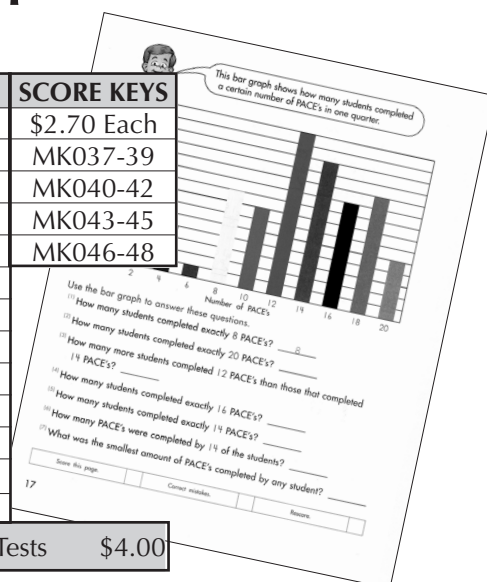 SCORE KEYS
$2.70 Each
MK037-39
MK040-42
MK043-45
MK046-48
This bar graph shows how many students completed
a certain number of PACE's in one quarter.
2 4 6 8 10 12 14 16 18 20
Number of PACE's
Use the bar graph to answer these questions.
(1) How many students completed exactly 8 PACE's? 8
(2) How many students completed exactly 20 PACE's?
(3) How many more students completed 12 PACE's than those that completed
14 PACE's?
(4) How many students completed exactly 16 PACE's?
(5) How many students completed exactly 14 PACE's?
(6) How many PACE's were completed by 14 of the students?
(7) What was the smallest amount of PACE's completed by any student?
Score this page.
Correct mistakes.
Rescore.
17
Tests $4.00